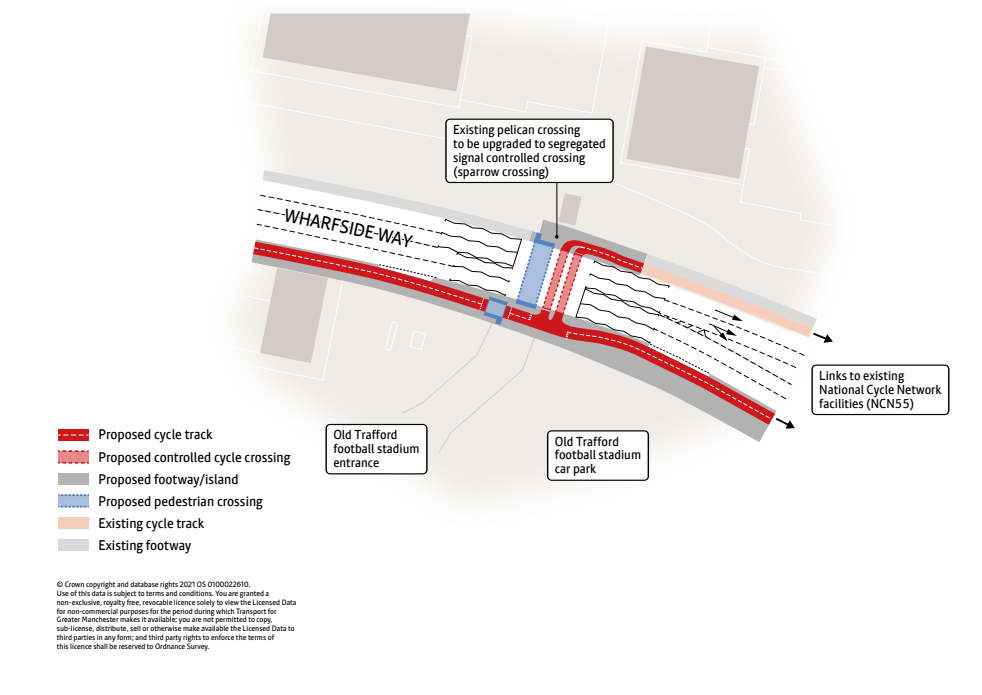 Existing pelican crossing
to be upgraded to segregated
signal controlled crossing
(sparrow crossing)
WHARFSIDE WAY
Links to existing
National Cycle Network
facilities (NCN55)
Old Trafford
football stadium
entrance
Old Trafford
football stadium
car park
Proposed cycle track
Proposed controlled cycle crossing
Proposed footway/island
Proposed pedestrian crossing
Existing cycle track
Existing footway
© Crown copyright and database rights 2021 OS 0100022610.
Use of this data is subject to terms and conditions. You are granted a
non-exclusive, royalty free, revocable licence solely to view the Licensed Data
for non-commercial purposes for the period during which Transport for
Greater Manchester makes it available; you are not permitted to copy,
sub-license, distribute, sell or otherwise make available the Licensed Data to
third parties in any form; and third party rights to enforce the terms of
this licence shall be reserved to Ordnance Survey.